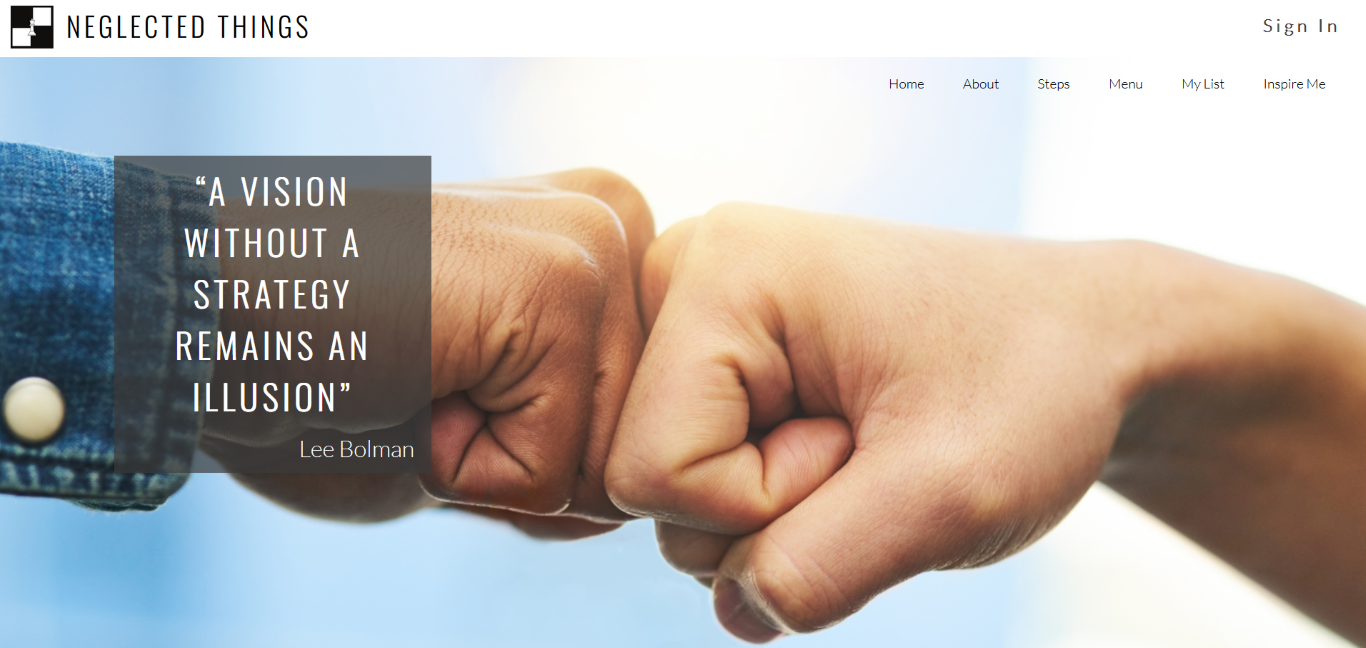 NEGLECTED THINGS
Sign In
Home About Steps Menu My List Inspire Me
“A VISION
WITHOUT A
STRATEGY
REMAINS AN
ILLUSION”
Lee Bolman